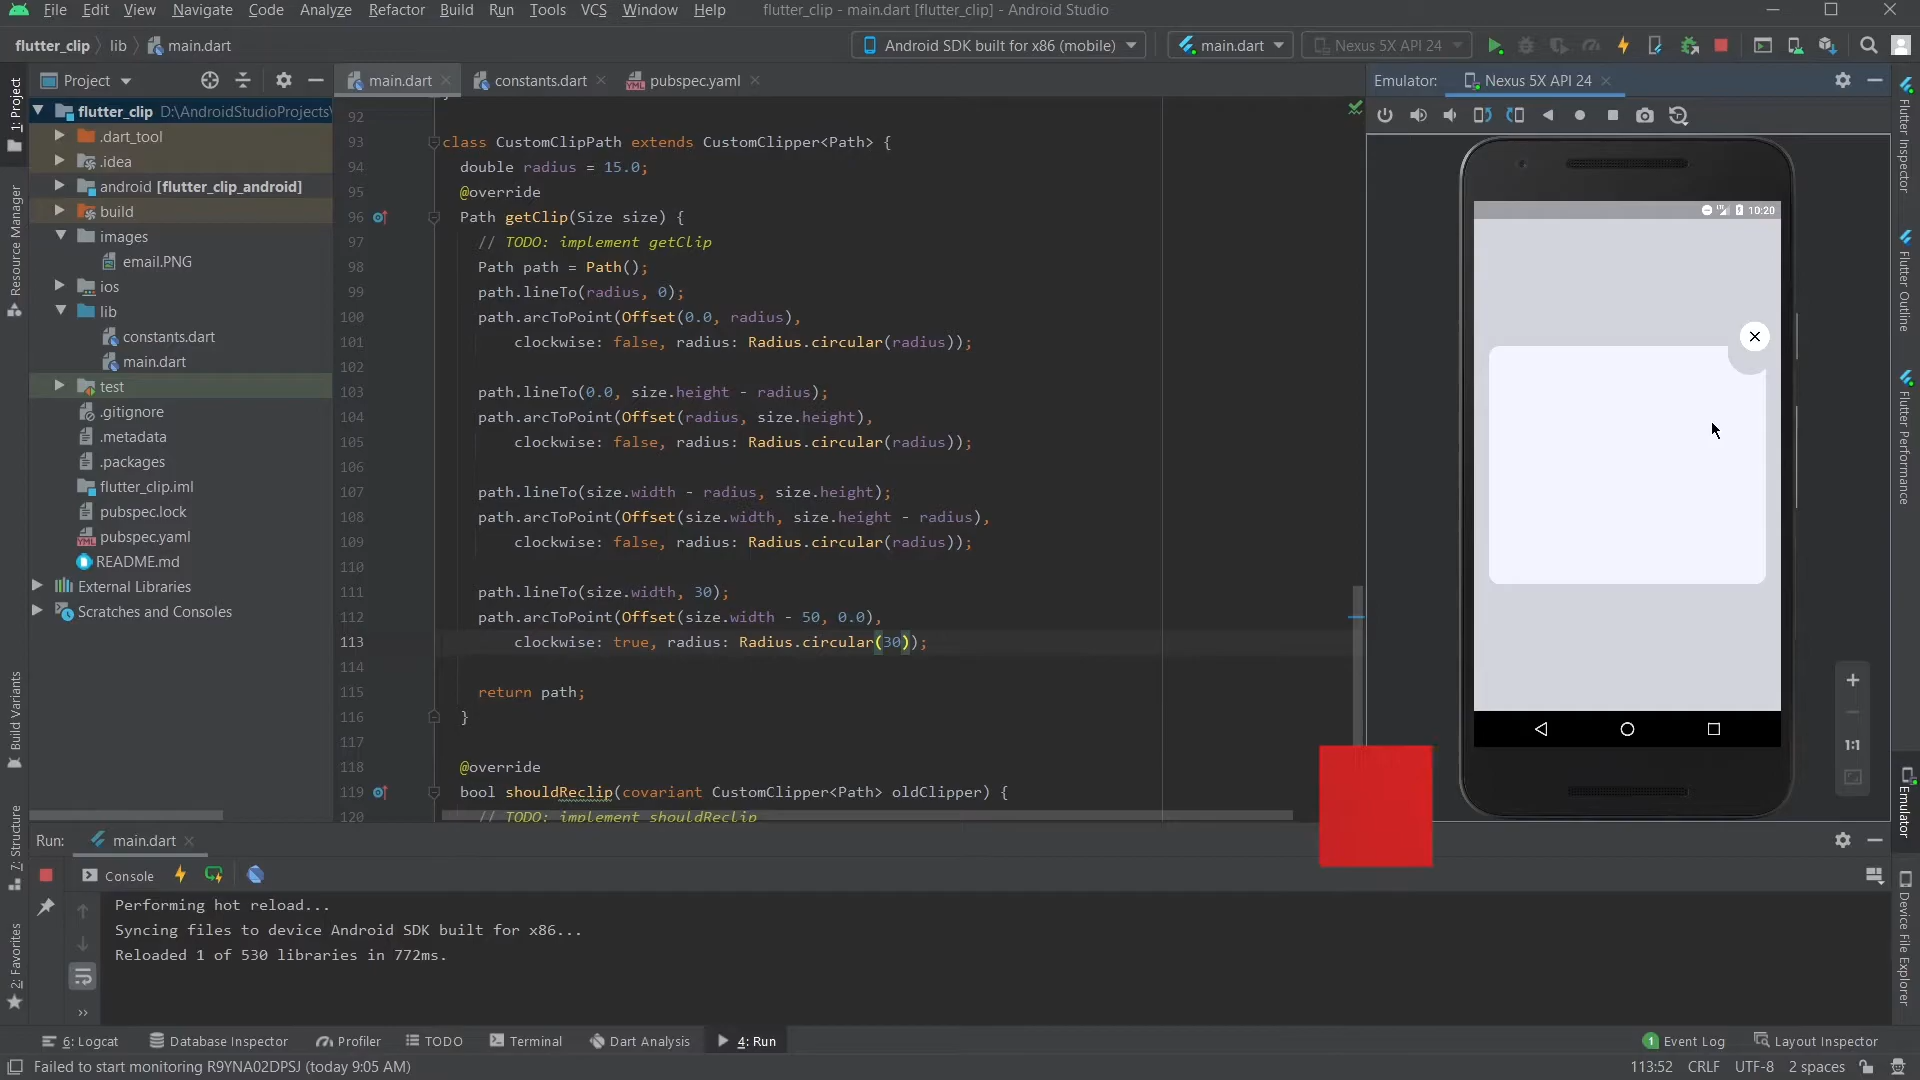 File Edit View Navigate Code Analyze Refactor Build Run Tools VCS Window Help flutter_clip - main.dart [flutter_clip] - Android Studio
flutter_clip lib main.dart Android SDK built for x86 (mobile) main.dart Nexus 5X API 24
Project main.dart constants.dart pubspec.yaml Emulator: Nexus 5X API 24
flutter_clip D:\AndroidStudioProjects\
.dart_tool
.idea
android [flutter_clip_android]
build
images
email.PNG
ios
lib
constants.dart
main.dart
test
.gitignore
.metadata
.packages
flutter_clip.iml
pubspec.lock
pubspec.yaml
README.md
External Libraries
Scratches and Consoles
92
93 class CustomClipPath extends CustomClipper<Path> {
94 double radius = 15.0;
95 @override
96 Path getClip(Size size) {
97 // TODO: implement getClip
98 Path path = Path();
99 path.lineTo(radius, 0);
100 path.arcToPoint(Offset(0.0, radius),
101 clockwise: false, radius: Radius.circular(radius));
102
103 path.lineTo(0.0, size.height - radius);
104 path.arcToPoint(Offset(radius, size.height),
105 clockwise: false, radius: Radius.circular(radius));
106
107 path.lineTo(size.width - radius, size.height);
108 path.arcToPoint(Offset(size.width, size.height - radius),
109 clockwise: false, radius: Radius.circular(radius));
110
111 path.lineTo(size.width, 30);
112 path.arcToPoint(Offset(size.width - 50, 0.0),
113 clockwise: true, radius: Radius.circular(30));
114
115 return path;
116 }
117
118 @override
119 bool shouldReclip(covariant CustomClipper<Path> oldClipper) {
120 // TODO: implement shouldReclip
10:20
1:1
1: Project
Resource Manager
Build Variants
7: Structure
2: Favorites
Flutter Inspector
Flutter Outline
Flutter Performance
Emulator
Device File Explorer
Run: main.dart
Console
Performing hot reload...
Syncing files to device Android SDK built for x86...
Reloaded 1 of 530 libraries in 772ms.
6: Logcat Database Inspector Profiler TODO Terminal Dart Analysis 4: Run 1 Event Log Layout Inspector
Failed to start monitoring R9YNA02DPSJ (today 9:05 AM) 113:52 CRLF UTF-8 2 spaces